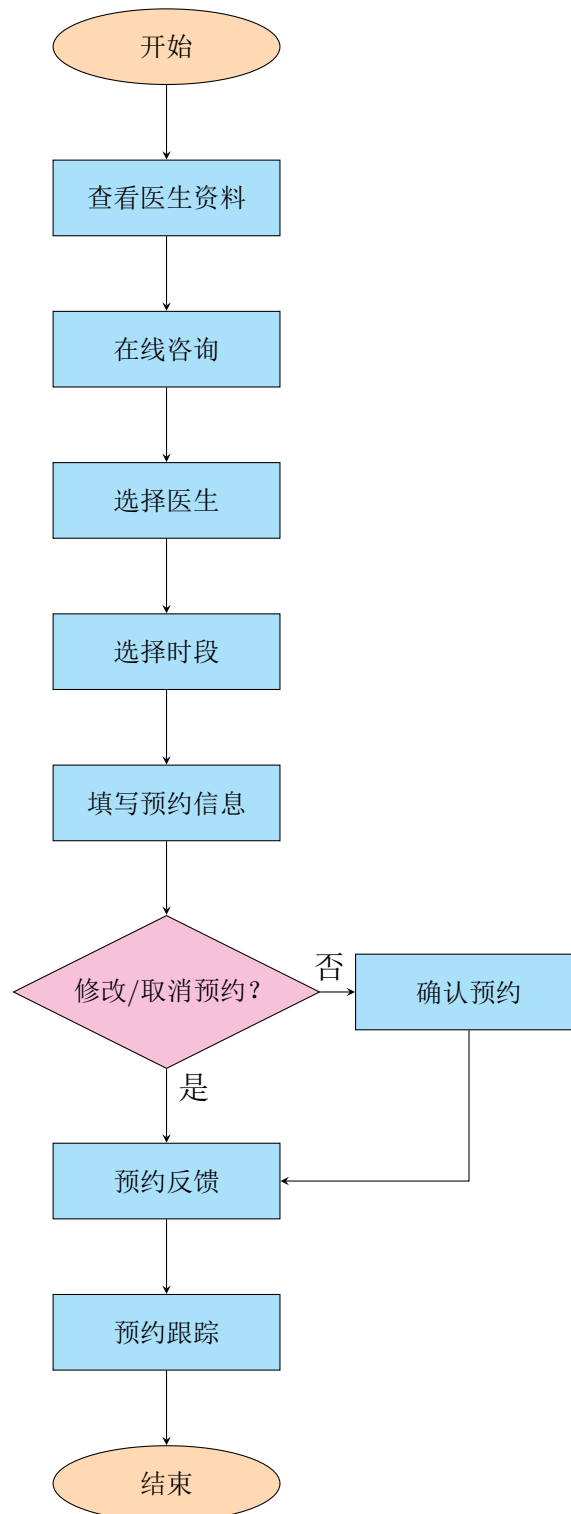 开始
查看医生资料
在线咨询
选择医生
选择时段
填写预约信息
修改/取消预约？
否
确认预约
是
预约反馈
预约跟踪
结束